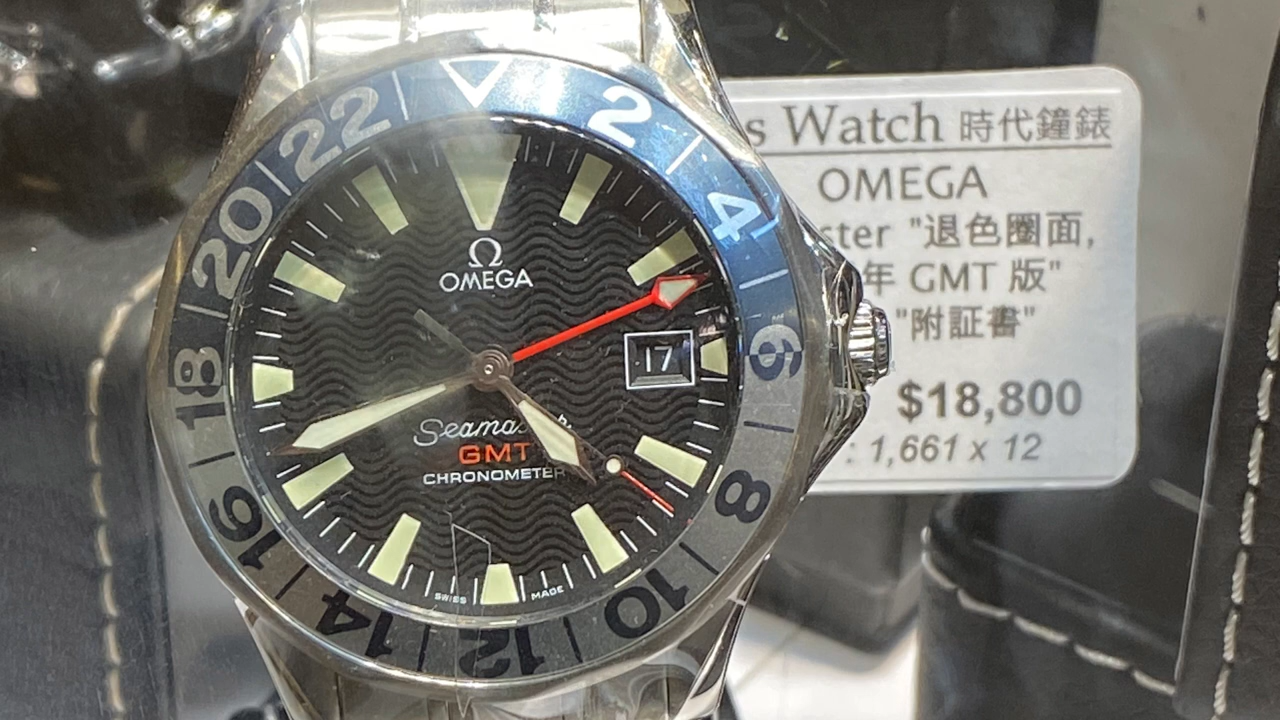 22
2
20
4
18
6
16
8
14
12
10
Ω
OMEGA
17
GMT
CHRONOMETER
SWISS MADE
s Watch 時代鐘錶
OMEGA
ster "退色圈面,
年 GMT 版"
"附証書"
$18,800
: 1,661 x 12